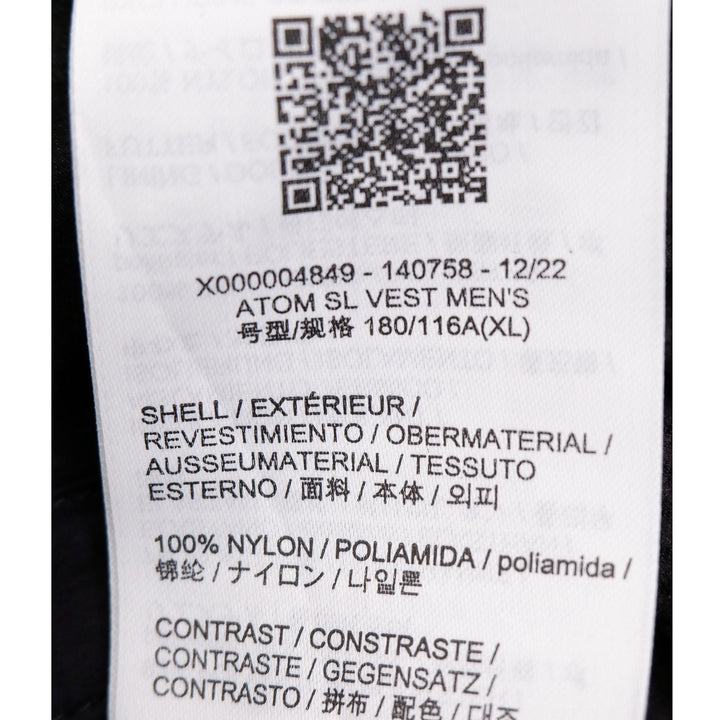 X000004849 - 140758 - 12/22
ATOM SL VEST MEN'S
号型/规格 180/116A(XL)
SHELL / EXTÉRIEUR /
REVESTIMIENTO / OBERMATERIAL /
AUSSEUMATERIAL / TESSUTO
ESTERNO / 面料 / 本体 / 외피
100% NYLON / POLIAMIDA / poliamida /
锦纶 / ナイロン / 나일론
CONTRAST / CONSTRASTE /
CONTRASTE / GEGENSATZ /
CONTRASTO / 拼布 / 配色 / 대조